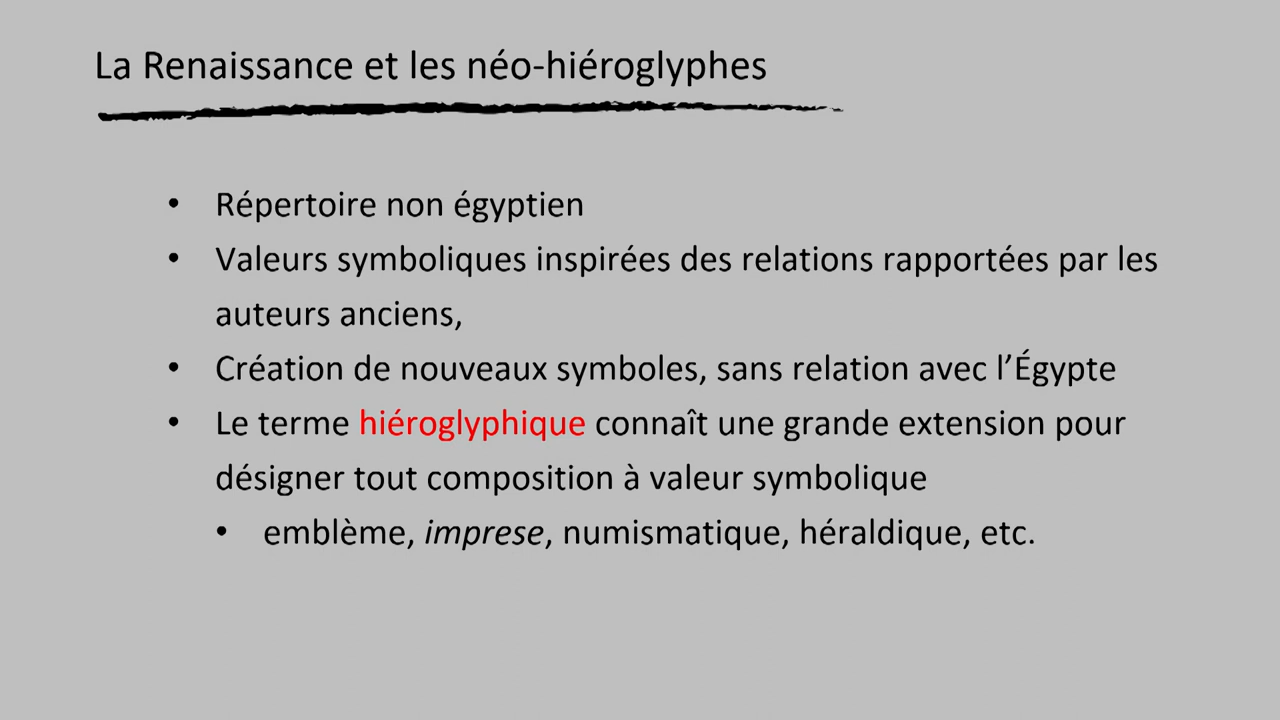 La Renaissance et les néo-hiéroglyphes
• Répertoire non égyptien
• Valeurs symboliques inspirées des relations rapportées par les
auteurs anciens,
• Création de nouveaux symboles, sans relation avec l’Égypte
• Le terme hiéroglyphique connaît une grande extension pour
désigner tout composition à valeur symbolique
• emblème, imprese, numismatique, héraldique, etc.